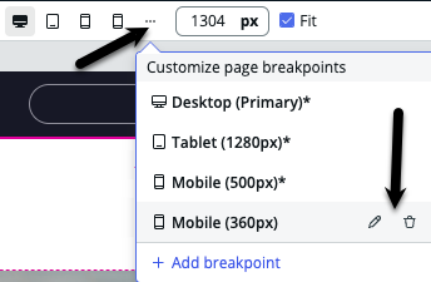 1304 px Fit
Customize page breakpoints
Desktop (Primary)*
Tablet (1280px)*
Mobile (500px)*
Mobile (360px)
+ Add breakpoint